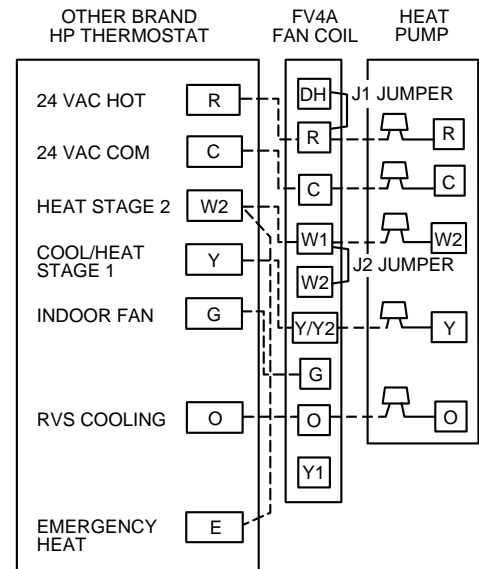 OTHER BRAND
HP THERMOSTAT
FV4A
FAN COIL
HEAT
PUMP
24 VAC HOT R
DH J1 JUMPER
R R
24 VAC COM C
C C
HEAT STAGE 2 W2
W1 W2
COOL/HEAT
STAGE 1 Y
W2 J2 JUMPER
INDOOR FAN G
Y/Y2 Y
G
RVS COOLING O O O
Y1
EMERGENCY
HEAT E